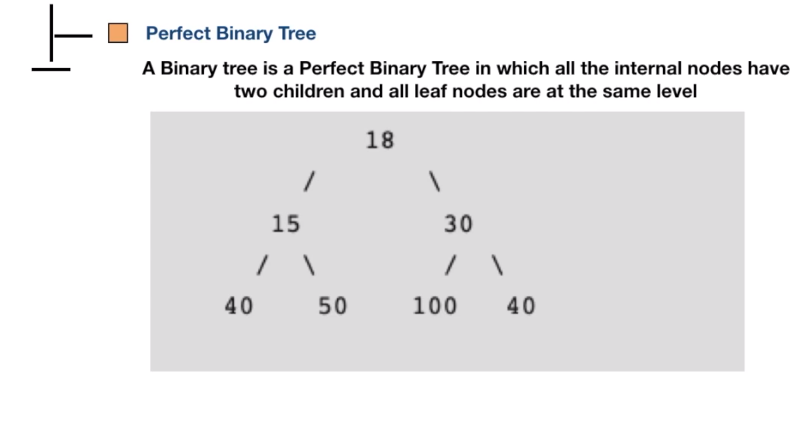 Perfect Binary Tree
A Binary tree is a Perfect Binary Tree in which all the internal nodes have
two children and all leaf nodes are at the same level
18
/ \
15 30
/ \ / \
40 50 100 40